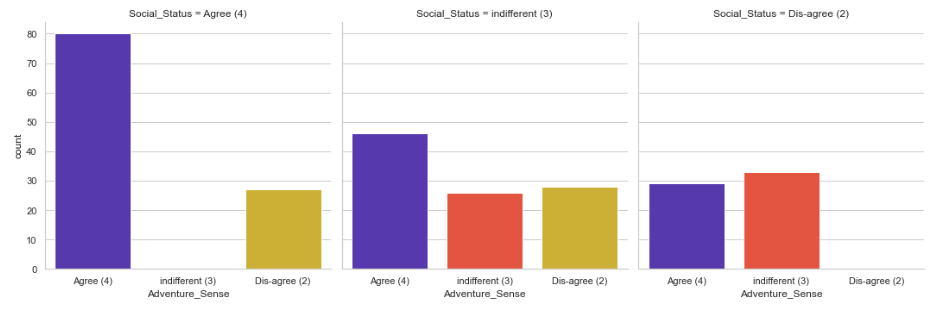 Social_Status = Agree (4)
Social_Status = indifferent (3)
Social_Status = Dis-agree (2)
80
70
60
50
40
30
20
10
0
count
Agree (4) indifferent (3) Dis-agree (2)
Adventure_Sense
Agree (4) indifferent (3) Dis-agree (2)
Adventure_Sense
Agree (4) indifferent (3) Dis-agree (2)
Adventure_Sense